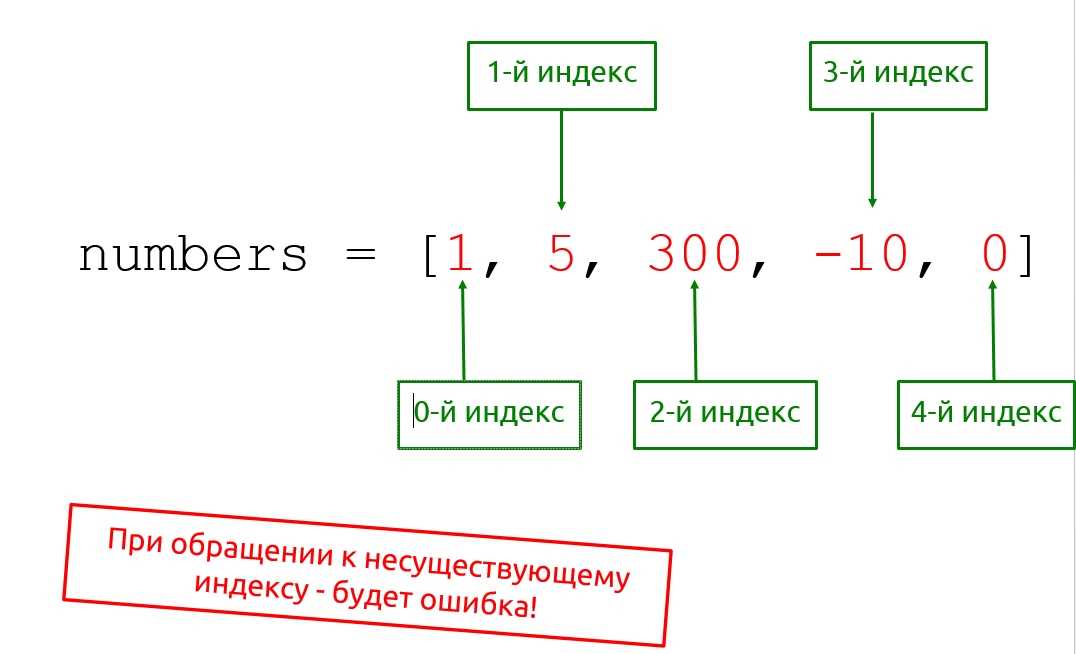 1-й индекс
3-й индекс
numbers = [1, 5, 300, -10, 0]
0-й индекс
2-й индекс
4-й индекс
При обращении к несуществующему
индексу - будет ошибка!